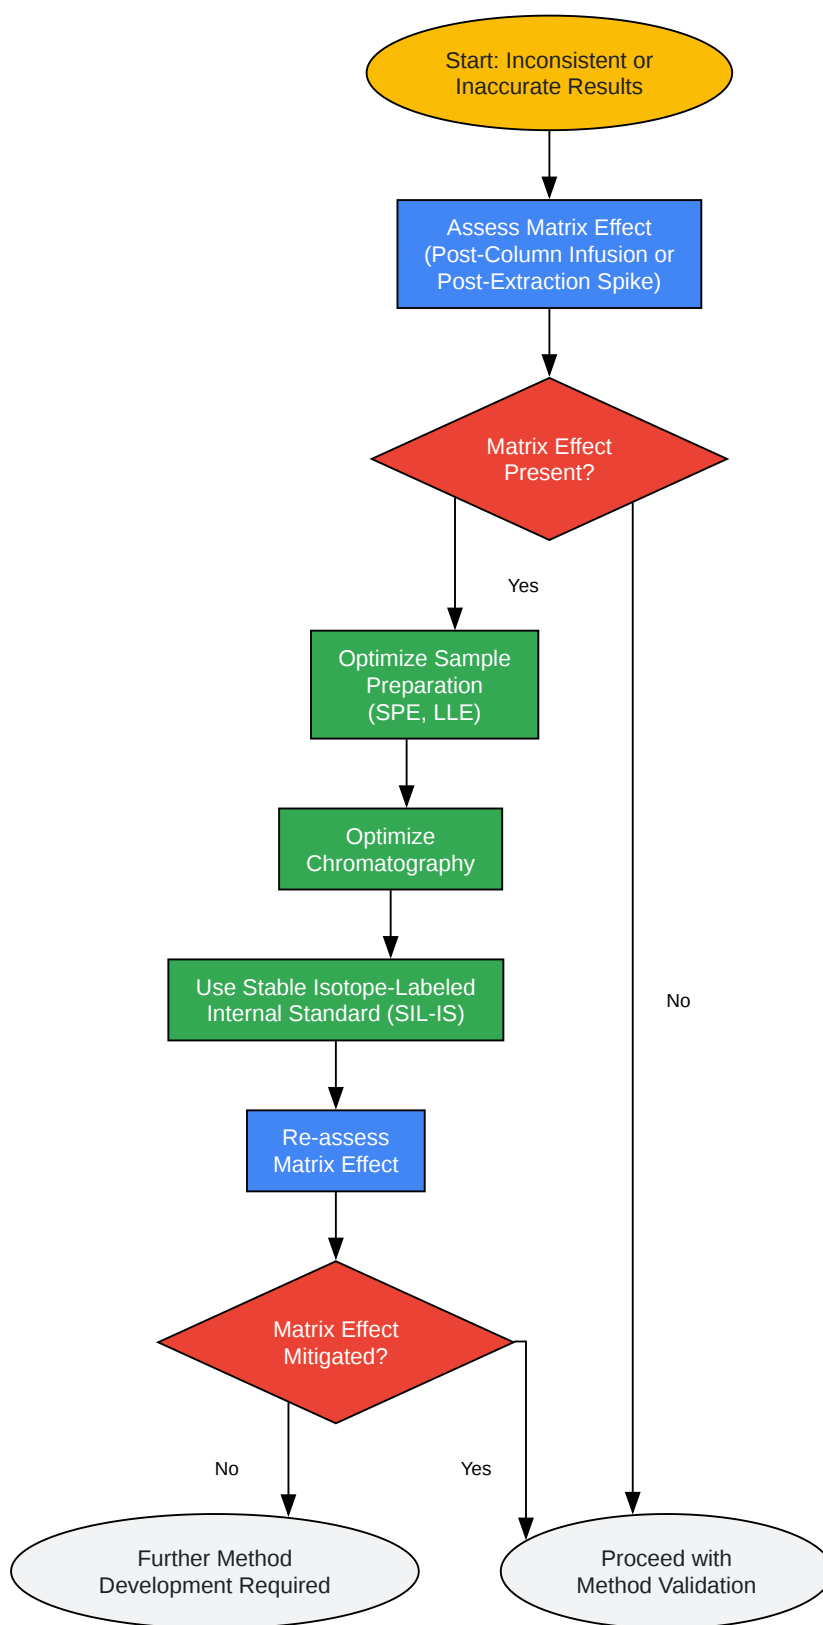 Start: Inconsistent or
Inaccurate Results
Assess Matrix Effect
(Post-Column Infusion or
Post-Extraction Spike)
Matrix Effect
Present?
Yes
Optimize Sample
Preparation
(SPE, LLE)
Optimize
Chromatography
Use Stable Isotope-Labeled
Internal Standard (SIL-IS)
No
Re-assess
Matrix Effect
Matrix Effect
Mitigated?
No
Yes
Further Method
Development Required
Proceed with
Method Validation